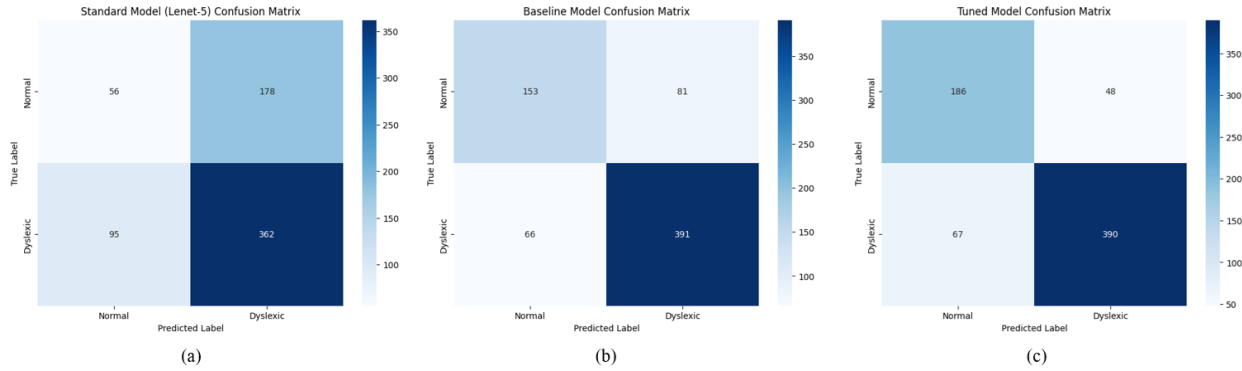 Standard Model (Lenet-5) Confusion Matrix
Normal
56
178
Dyslexic
95
362
True Label
Normal
Dyslexic
Predicted Label
350
300
250
200
150
100
(a)
Baseline Model Confusion Matrix
Normal
153
81
Dyslexic
66
391
True Label
Normal
Dyslexic
Predicted Label
350
300
250
200
150
100
(b)
Tuned Model Confusion Matrix
Normal
186
48
Dyslexic
67
390
True Label
Normal
Dyslexic
Predicted Label
350
300
250
200
150
100
50
(c)